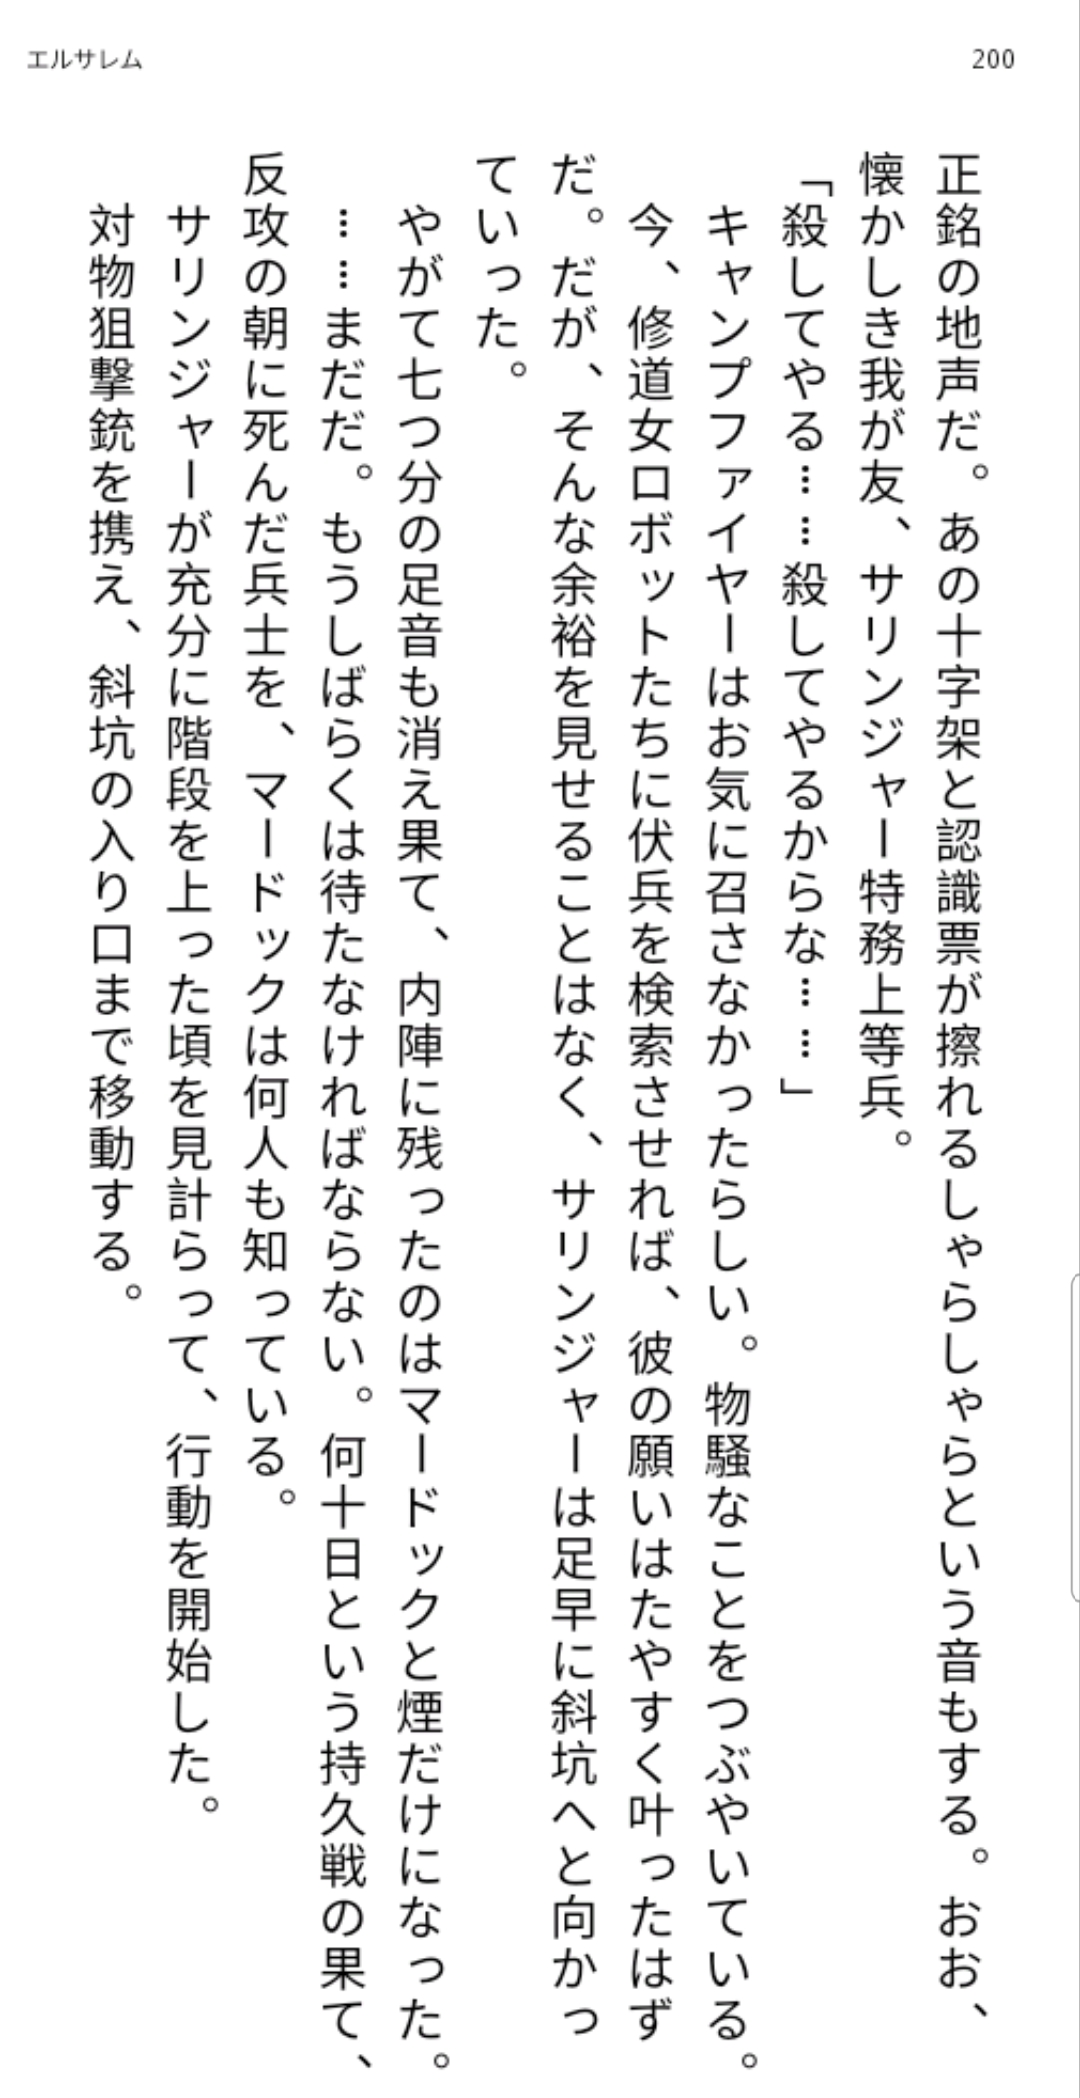 エルサレム
200
正銘の地声だ。あの十字架と認識票が擦れるしゃらしゃらという音もする。おお、
懐かしき我が友、サリンジャー特務上等兵。
「殺してやる……殺してやるからな……」
キャンプファイヤーはお気に召さなかったらしい。物騒なことをつぶやいている。
今、修道女ロボットたちに伏兵を検索させれば、彼の願いはたやすく叶ったはず
だ。だが、そんな余裕を見せることはなく、サリンジャーは足早に斜坑へと向かっ
ていった。
やがて七つ分の足音も消え果て、内陣に残ったのはマードックと煙だけになった。
……まだだ。もうしばらくは待たなければならない。何十日という持久戦の果て、
反攻の朝に死んだ兵士を、マードックは何人も知っている。
サリンジャーが充分に階段を上った頃を見計らって、行動を開始した。
対物狙撃銃を携え、斜坑の入り口まで移動する。